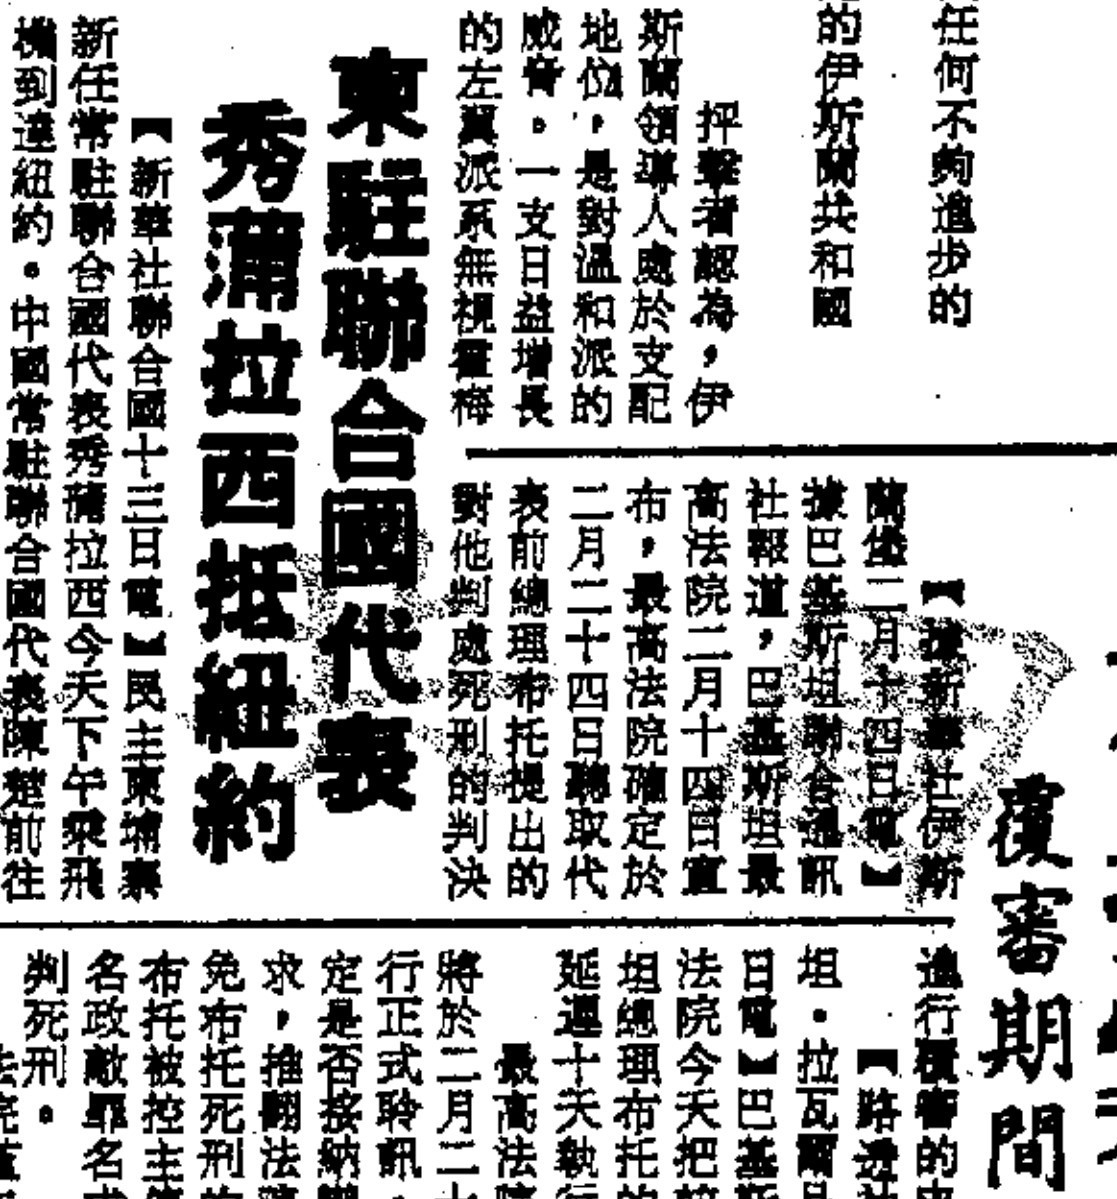 任何不夠進步的
的伊斯蘭共和國
抨擊者認為，伊
斯蘭領導人處於支配
地位，是對溫和派的
威脅。一支日益增長
的左翼派系無視霍梅
東駐聯合國代表
秀蒲拉西抵紐約
【新華社聯合國十三日電】民主東埔寨
新任常駐聯合國代表秀蒲拉西今天下午乘飛
機到達紐約。中國常駐聯合國代表陳楚前往
覆審期間
【據新華社伊斯
蘭堡二月十四日電】
據巴基斯坦聯合通訊
社報道，巴基斯坦最
高法院二月十四日宣
布，最高法院確定於
二月二十四日聽取代
表前總理布托提出的
對他判處死刑的判決
進行覆審的
【路透社
坦・拉瓦爾品
日電】巴基斯
法院今天把
坦總理布托的
延遲十天執行
最高法院
將於二月二十
行正式聆訊，
定是否接納
求，推翻法院
免布托死刑的
布托被控主
名政敵罪名
判死刑。